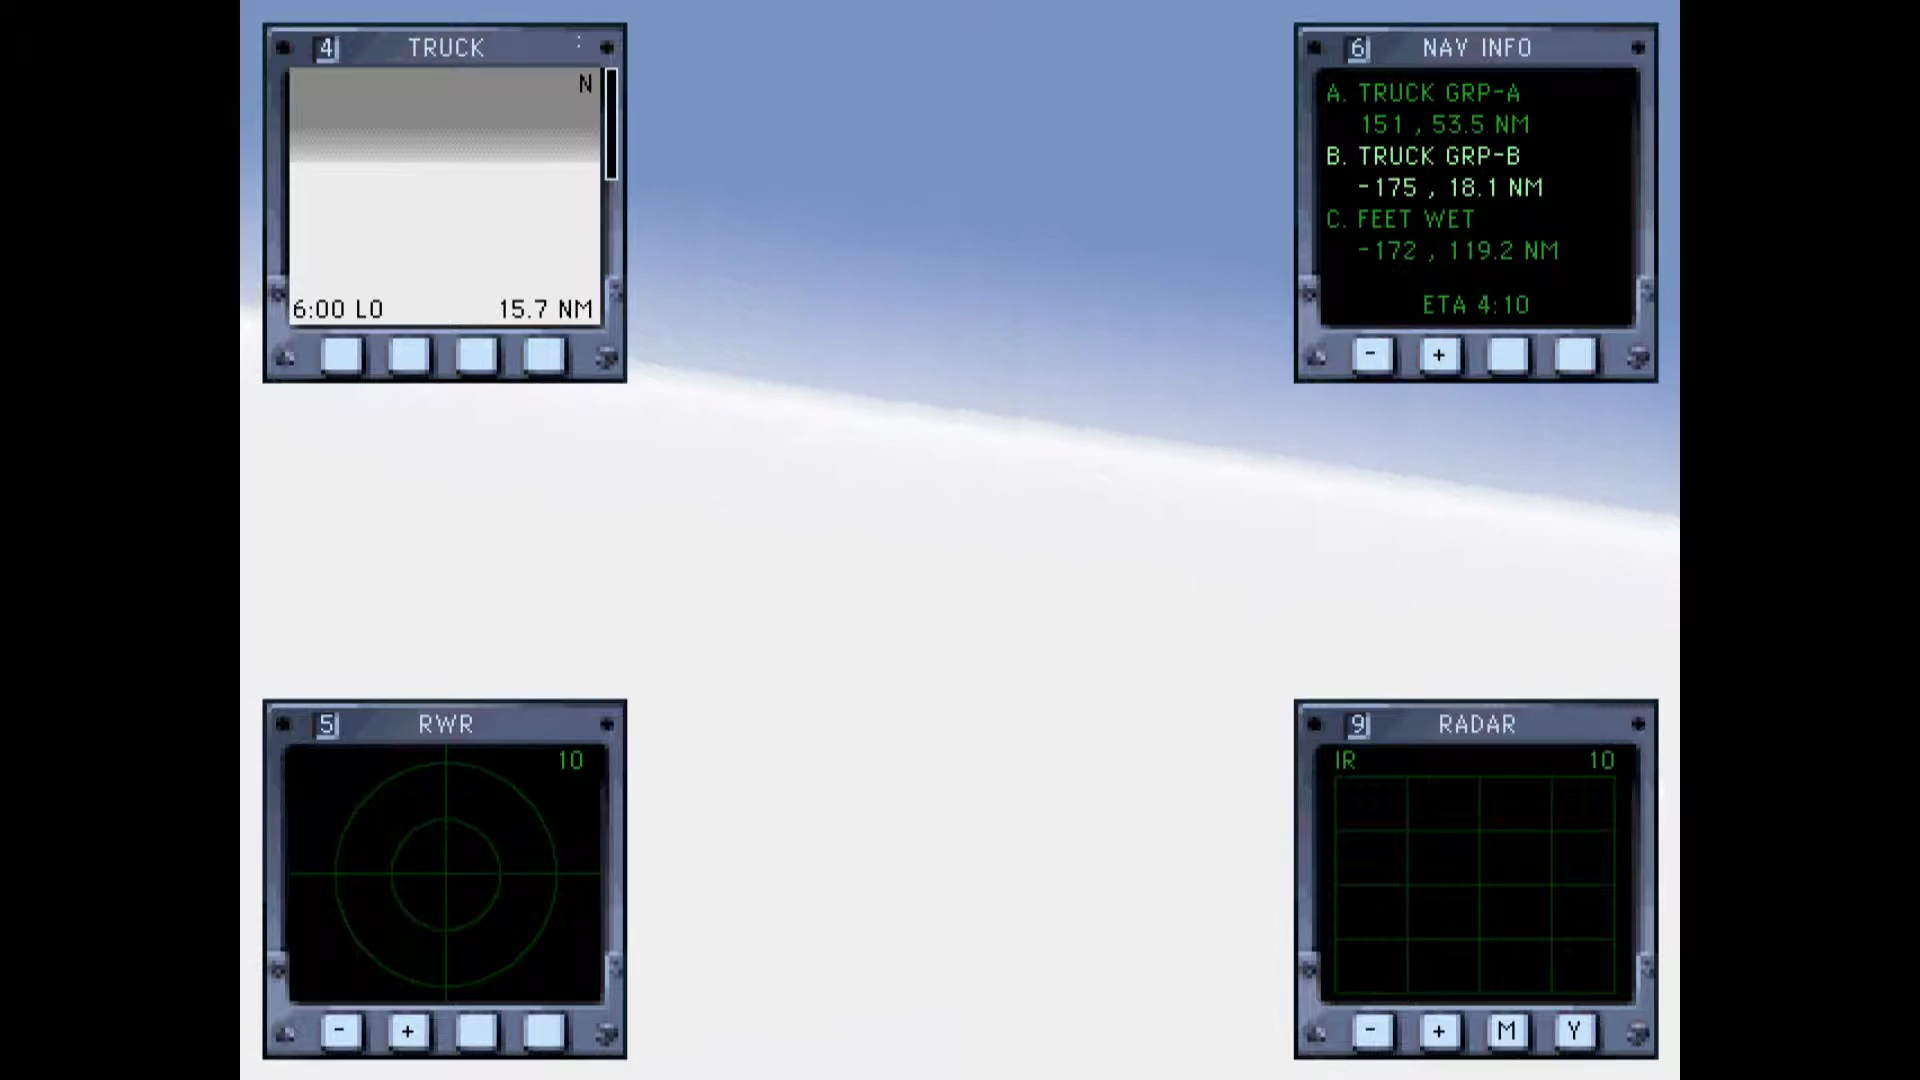 4 TRUCK :
N
6:00 LO 15.7 NM
6 NAV INFO
A. TRUCK GRP-A
151 , 53.5 NM
B. TRUCK GRP-B
-175 , 18.1 NM
C. FEET WET
-172 , 119.2 NM
ETA 4:10
- +
5 RWR
10
- +
9 RADAR
IR 10
- + M Y